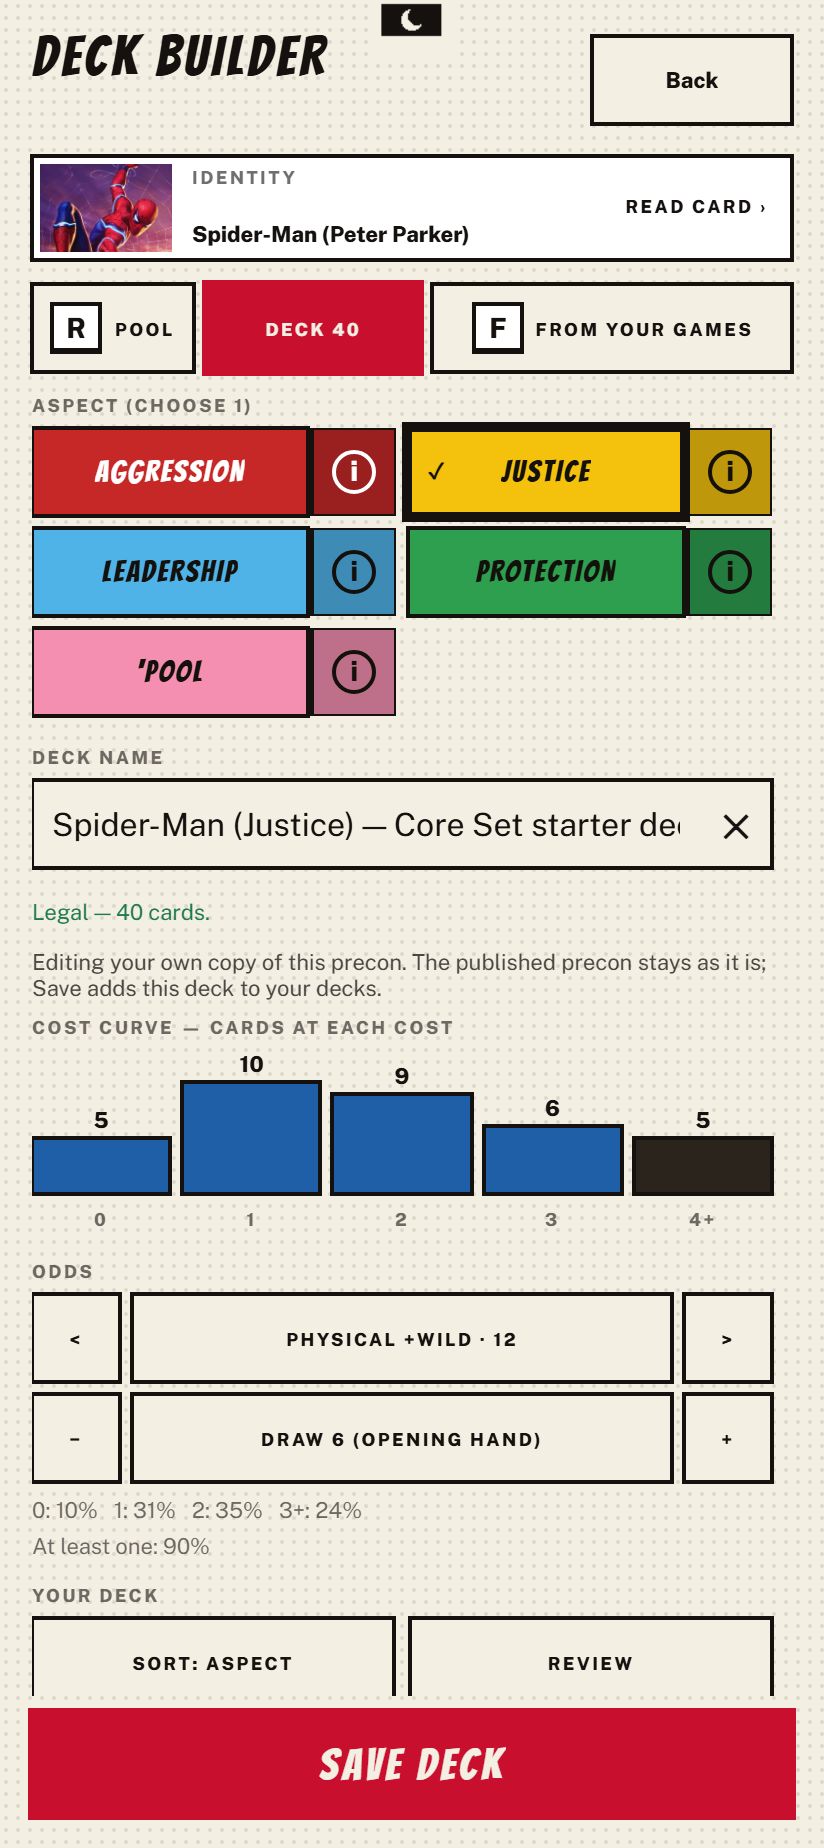 DECK BUILDER
Back
IDENTITY
Spider-Man (Peter Parker)
READ CARD ›
R POOL
DECK 40
F FROM YOUR GAMES
ASPECT (CHOOSE 1)
AGGRESSION i
✓ JUSTICE i
LEADERSHIP i
PROTECTION i
'POOL i
DECK NAME
Spider-Man (Justice) — Core Set starter de
Legal — 40 cards.
Editing your own copy of this precon. The published precon stays as it is;
Save adds this deck to your decks.
COST CURVE — CARDS AT EACH COST
5 10 9 6 5
0 1 2 3 4+
ODDS
< PHYSICAL +WILD · 12 >
− DRAW 6 (OPENING HAND) +
0: 10% 1: 31% 2: 35% 3+: 24%
At least one: 90%
YOUR DECK
SORT: ASPECT
REVIEW
SAVE DECK